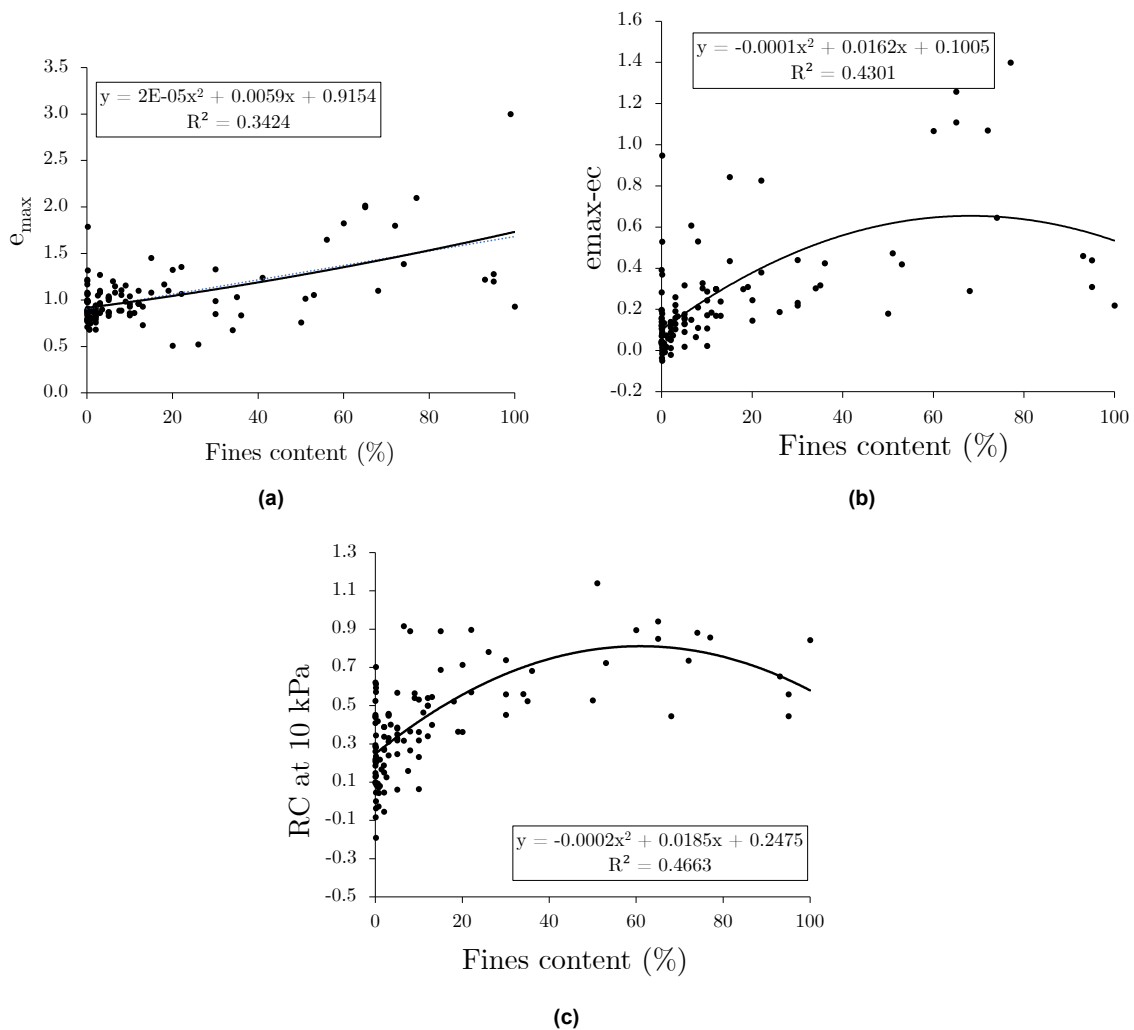 y = 2E-05x² + 0.0059x + 0.9154
R² = 0.3424
3.5
3.0
2.5
2.0
1.5
1.0
0.5
0.0
e_max
0 20 40 60 80 100
Fines content (%)
(a)
y = -0.0001x² + 0.0162x + 0.1005
R² = 0.4301
1.6
1.4
1.2
1.0
0.8
0.6
0.4
0.2
0.0
-0.2
emax-ec
0 20 40 60 80 100
Fines content (%)
(b)
1.3
1.1
0.9
0.7
0.5
0.3
0.1
-0.1
-0.3
-0.5
RC at 10 kPa
y = -0.0002x² + 0.0185x + 0.2475
R² = 0.4663
0 20 40 60 80 100
Fines content (%)
(c)